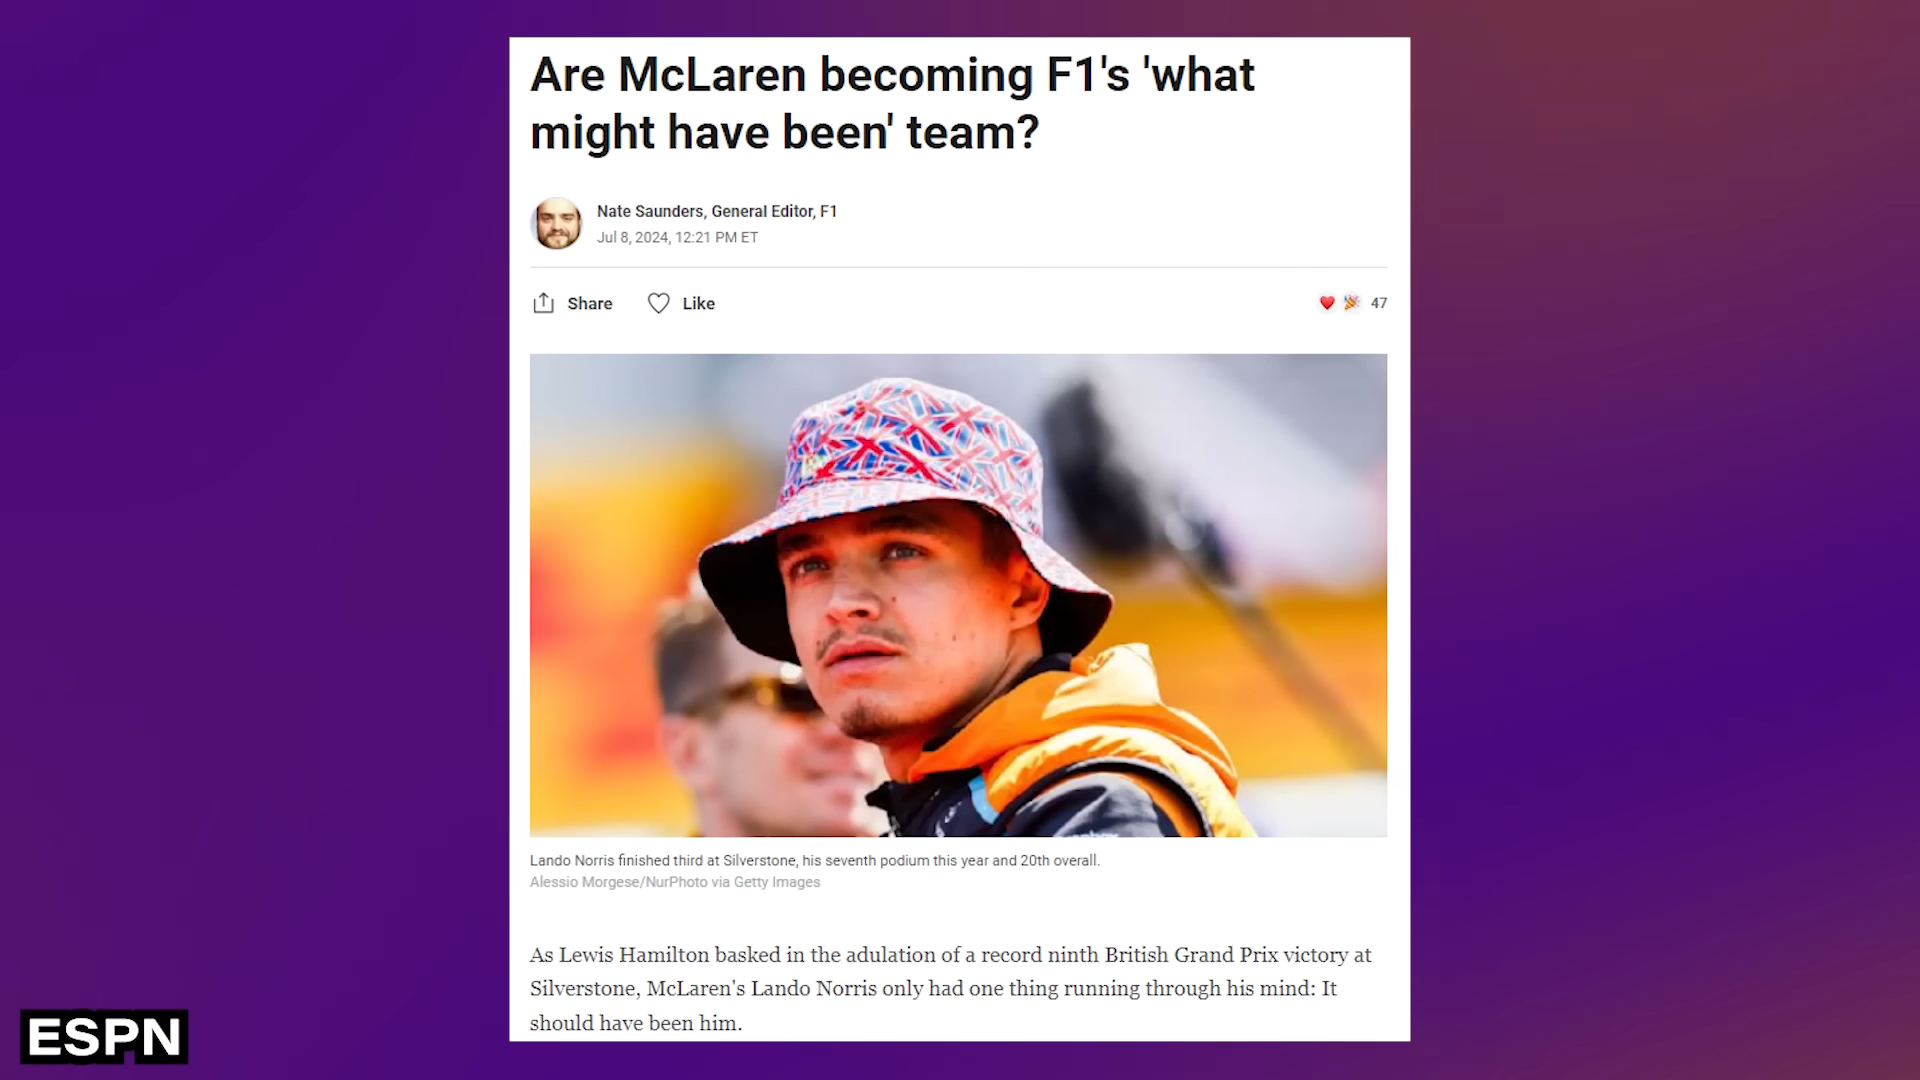 Are McLaren becoming F1's 'what
might have been' team?
Nate Saunders, General Editor, F1
Jul 8, 2024, 12:21 PM ET
Share
Like
47
Lando Norris finished third at Silverstone, his seventh podium this year and 20th overall.
Alessio Morgese/NurPhoto via Getty Images
As Lewis Hamilton basked in the adulation of a record ninth British Grand Prix victory at
Silverstone, McLaren's Lando Norris only had one thing running through his mind: It
should have been him.
ESPN